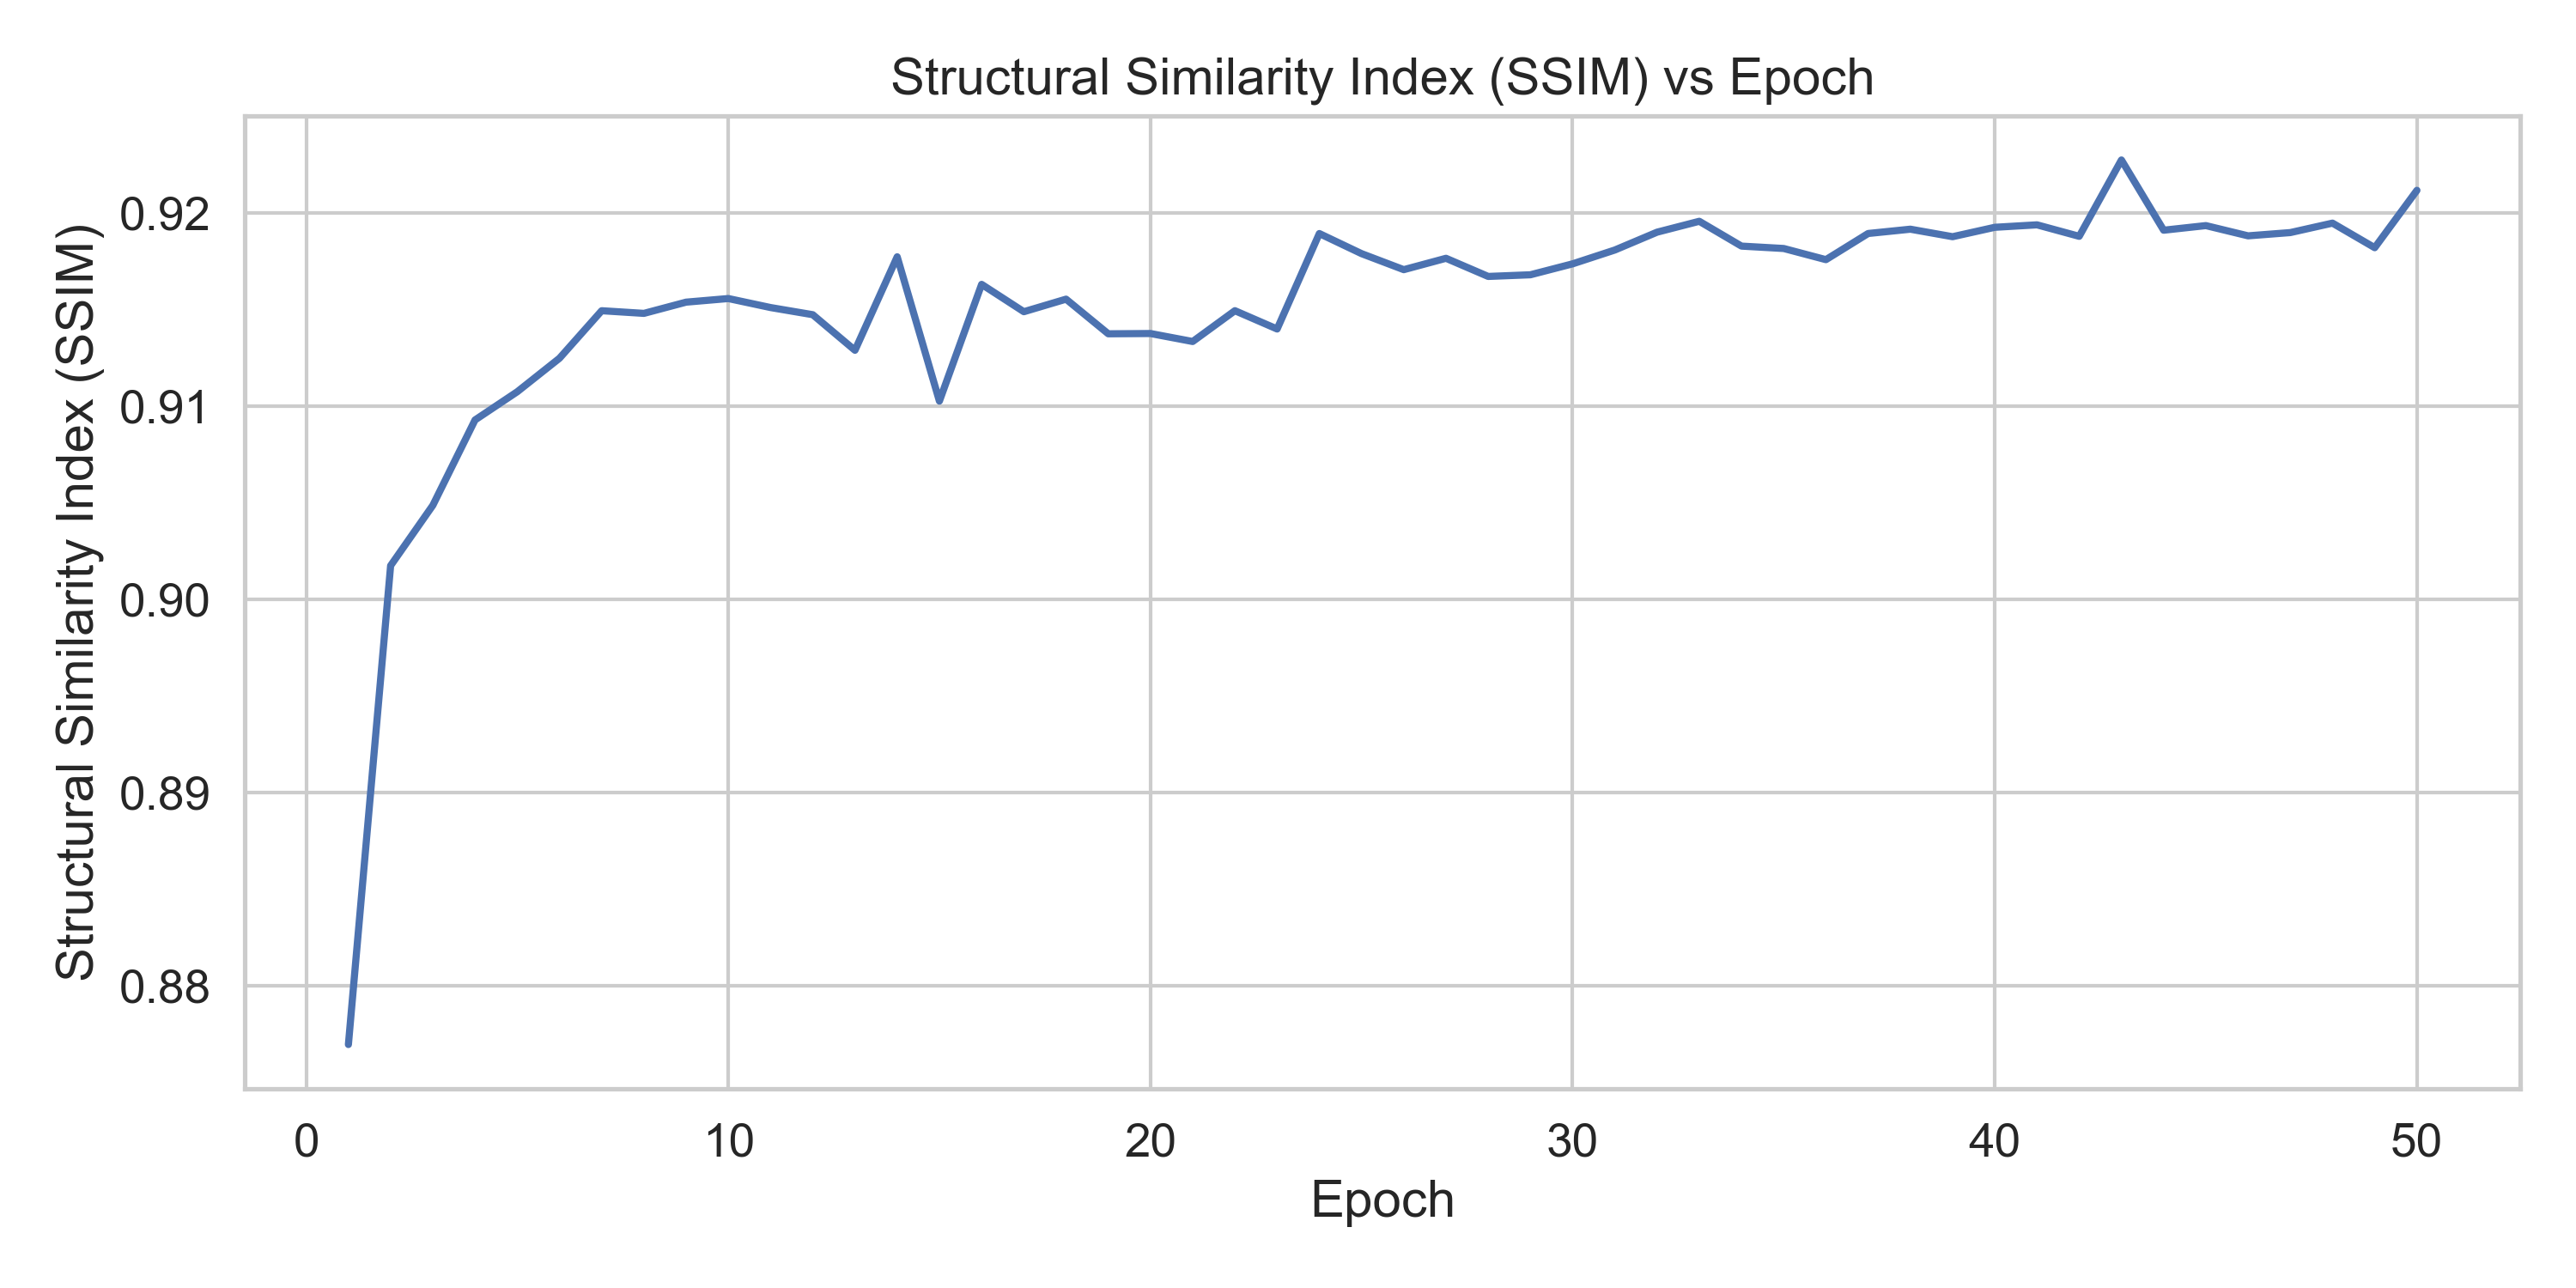 Structural Similarity Index (SSIM) vs Epoch
Structural Similarity Index (SSIM)
0.92
0.91
0.90
0.89
0.88
0 10 20 30 40 50
Epoch